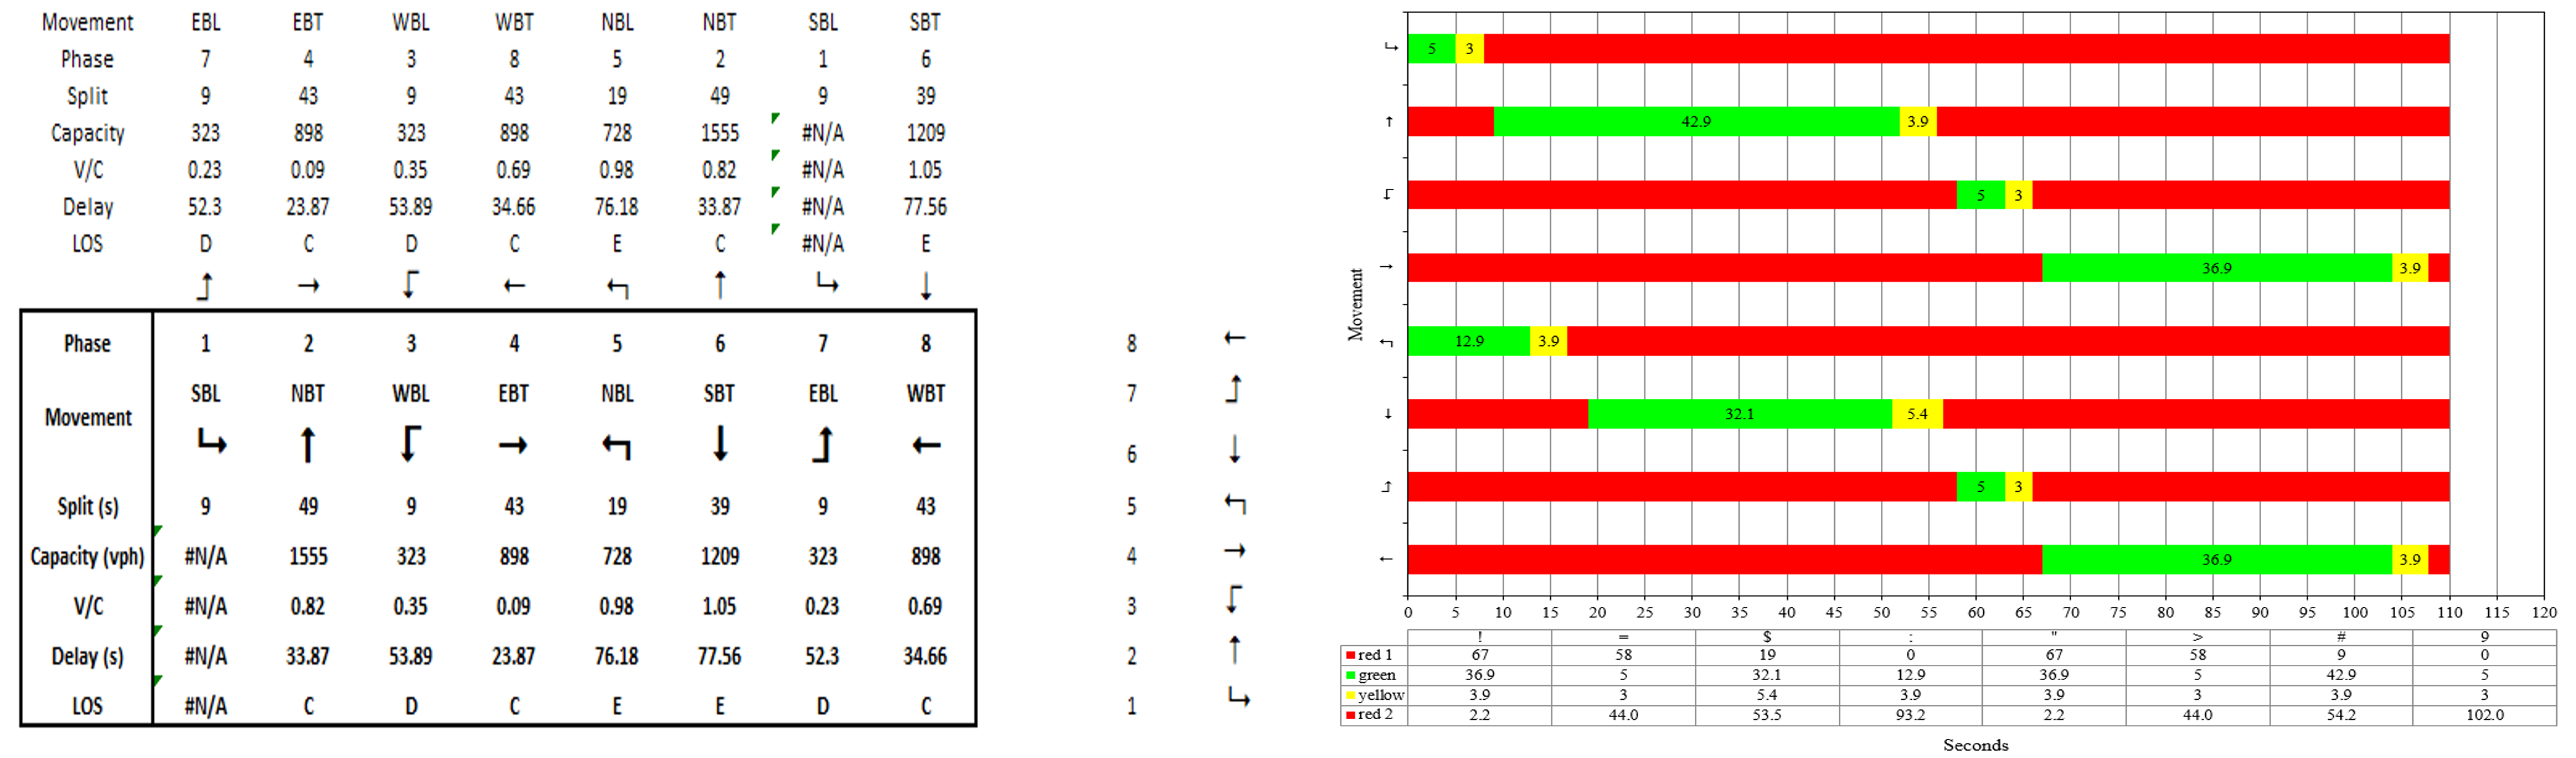 Movement EBL EBT WBL WBT NBL NBT SBL SBT
Phase 7 4 3 8 5 2 1 6
Split 9 43 9 43 19 49 9 39
Capacity 323 898 323 898 728 1555 #N/A 1209
V/C 0.23 0.09 0.35 0.69 0.98 0.82 #N/A 1.05
Delay 52.3 23.87 53.89 34.66 76.18 33.87 #N/A 77.56
LOS D C D C E C #N/A E
Phase 1 2 3 4 5 6 7 8
Movement
SBL NBT WBL EBT NBL SBT EBL WBT
↳ ↑ ↓ → ↰ ↓ ↑ ←
Split (s) 9 49 9 43 19 39 9 43
Capacity (vph) #N/A 1555 323 898 728 1209 323 898
V/C #N/A 0.82 0.35 0.09 0.98 1.05 0.23 0.69
Delay (s) #N/A 33.87 53.89 23.87 76.18 77.56 52.3 34.66
LOS #N/A C D C E E D C
8 ←
7
6 ↓
5
4 →
3
2 ↑
1
Movement
5 3
42.9 3.9
5 3
36.9 3.9
12.9 3.9
32.1 5.4
5 3
36.9 3.9
0 5 10 15 20 25 30 35 40 45 50 55 60 65 70 75 80 85 90 95 100 105 110 115 120
! = $ : " > # 9
red 1 67 58 19 0 67 58 9 0
green 36.9 5 32.1 12.9 36.9 5 42.9 5
yellow 3.9 3 5.4 3.9 3.9 3 3.9 3
red 2 2.2 44.0 53.5 93.2 2.2 44.0 54.2 102.0
Seconds